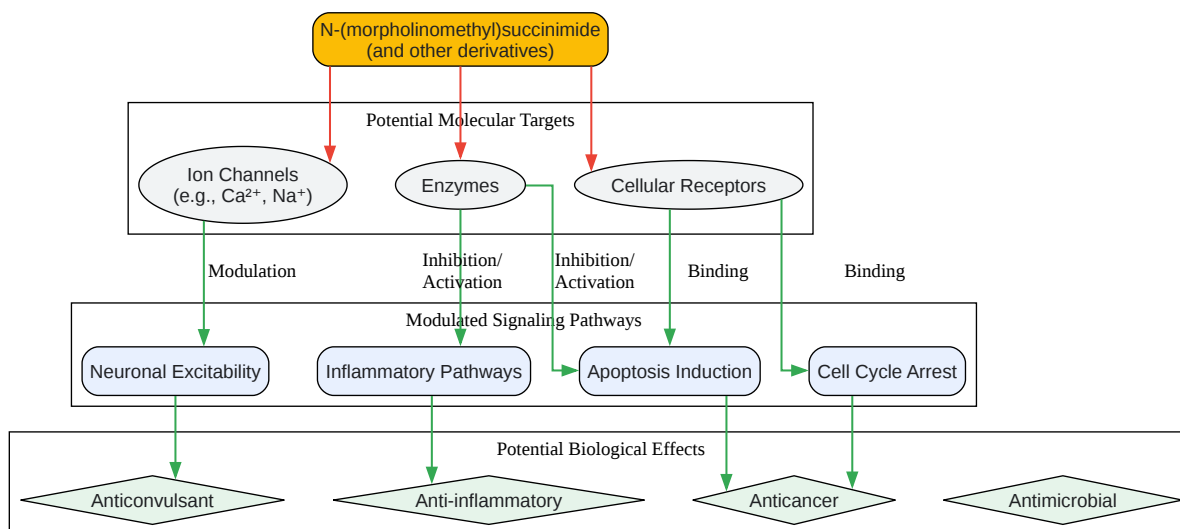 N-(morpholinomethyl)succinimide
(and other derivatives)
Potential Molecular Targets
Ion Channels
(e.g., Ca²⁺, Na⁺)
Enzymes
Cellular Receptors
Modulation
Inhibition/
Activation
Inhibition/
Activation
Binding
Binding
Modulated Signaling Pathways
Neuronal Excitability
Inflammatory Pathways
Apoptosis Induction
Cell Cycle Arrest
Potential Biological Effects
Anticonvulsant
Anti-inflammatory
Anticancer
Antimicrobial